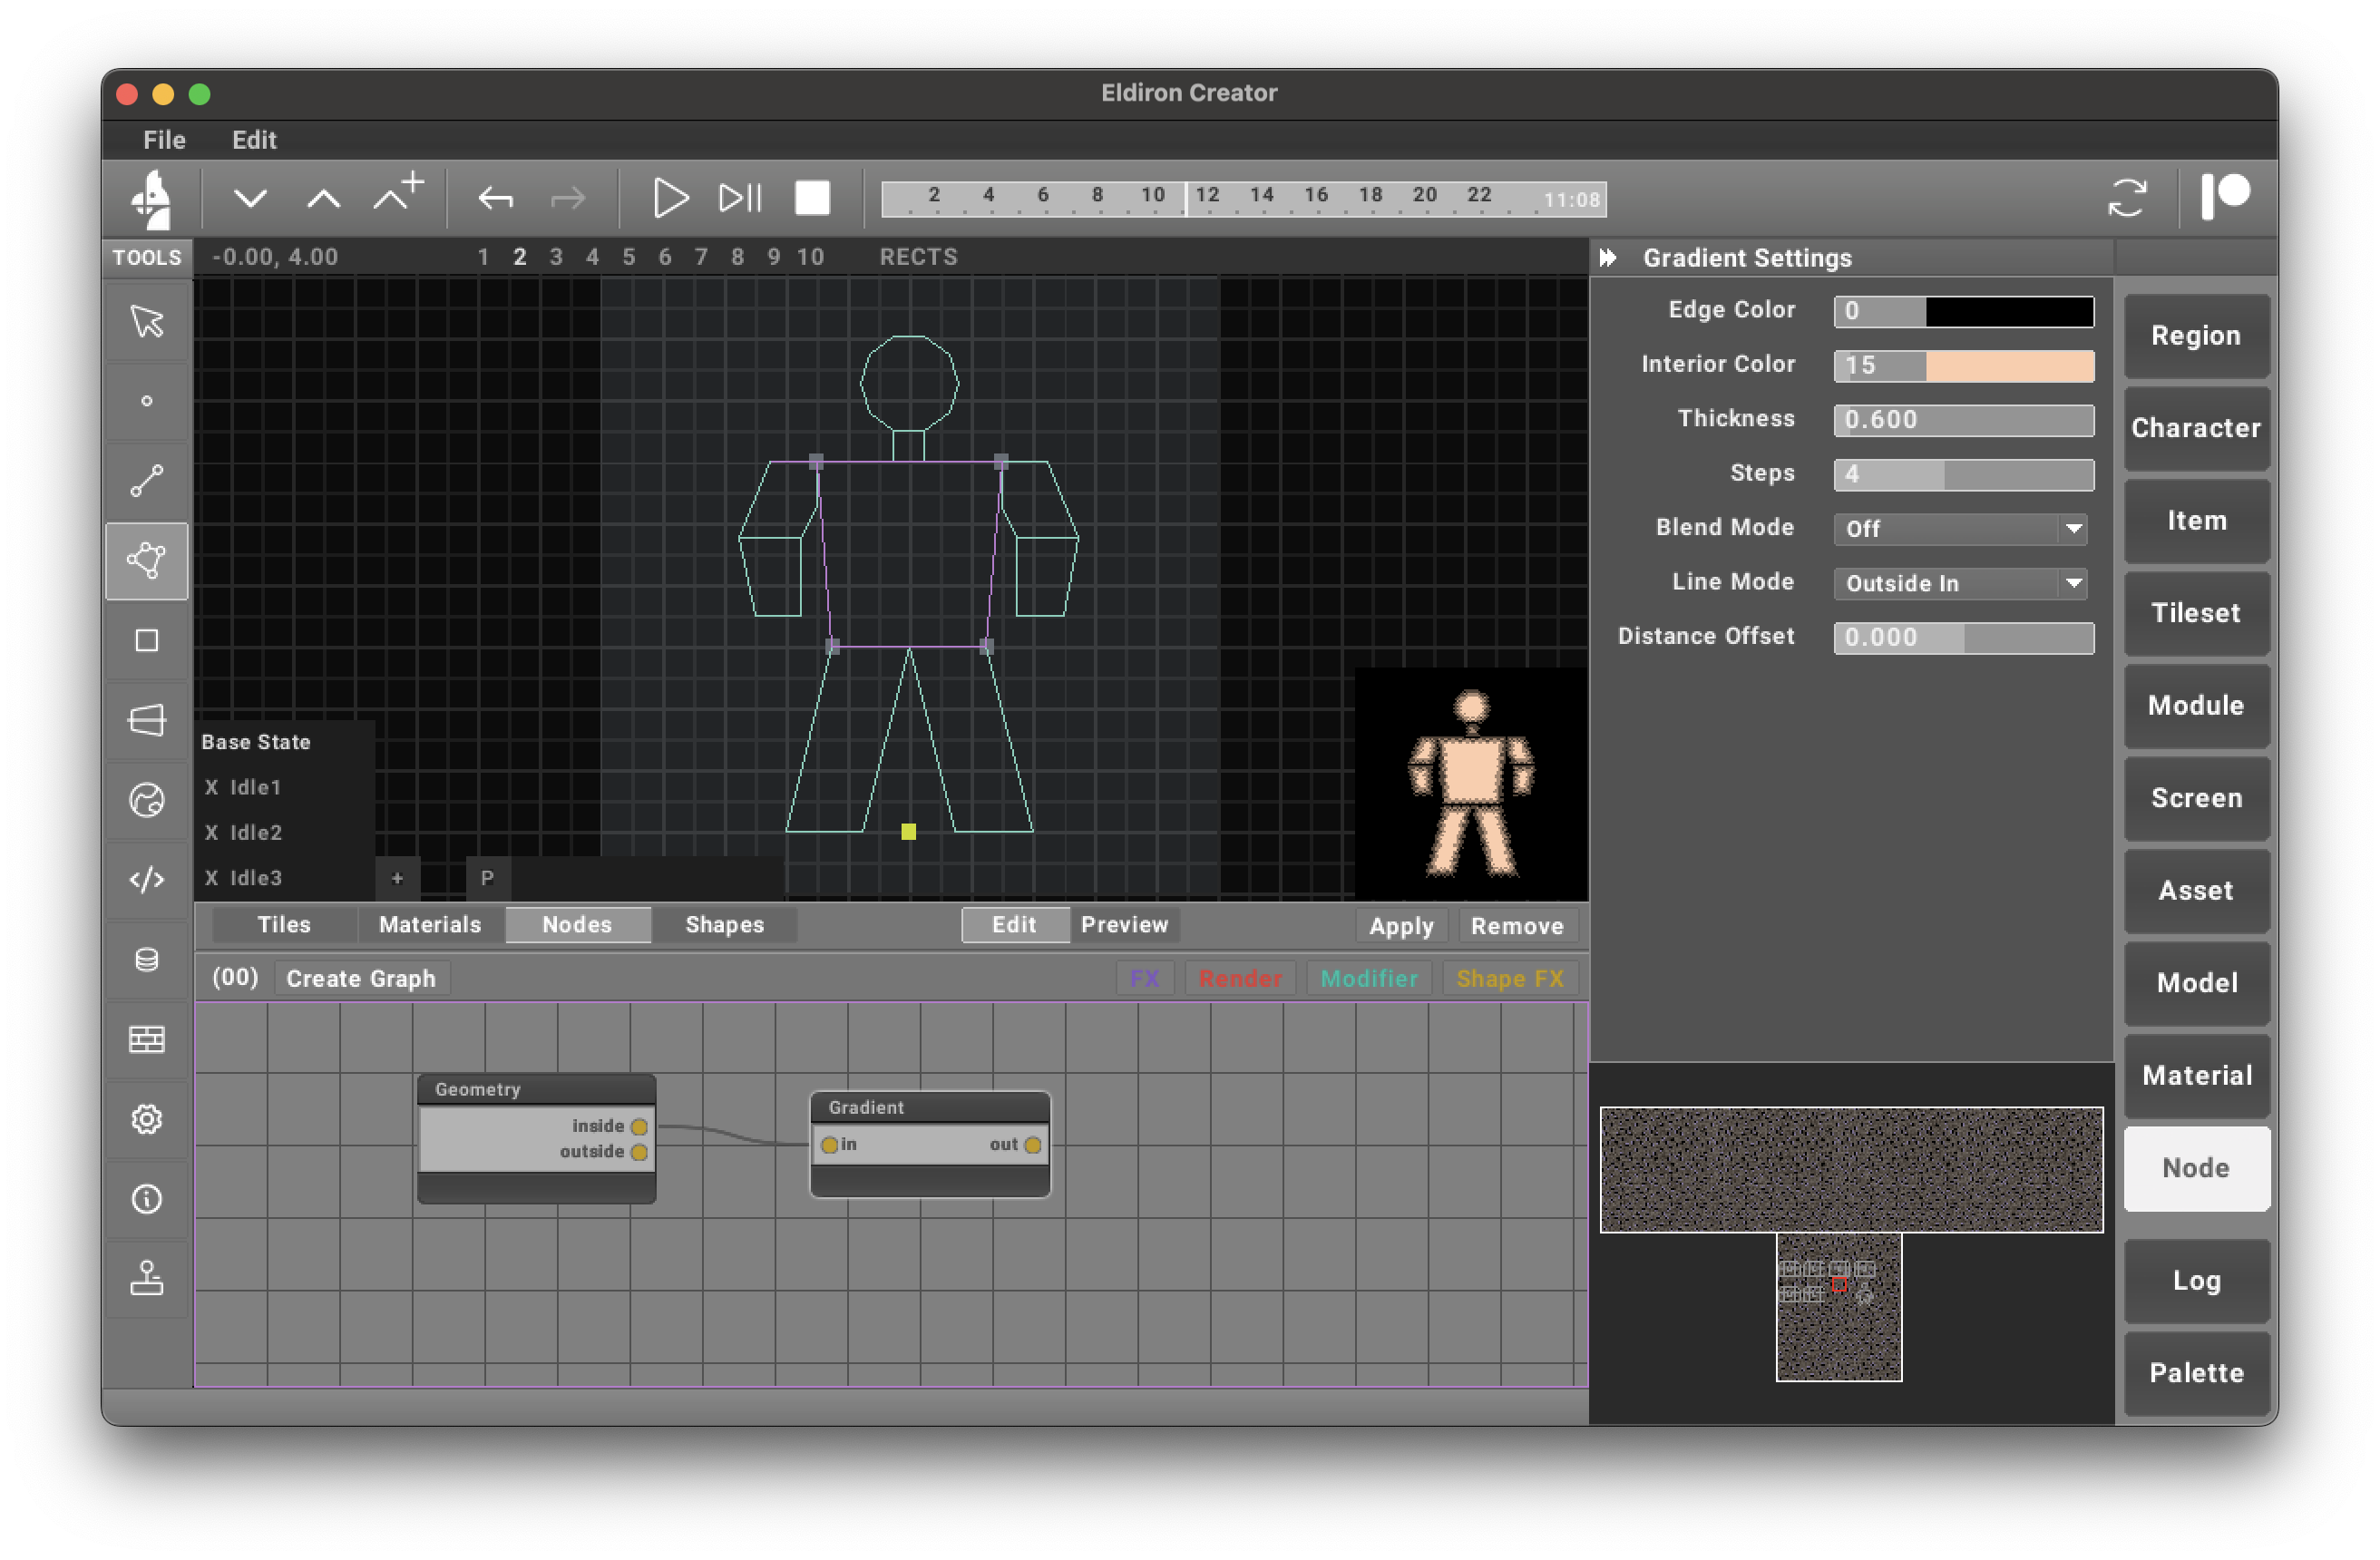 Eldiron Creator
File Edit
2 4 6 8 10 12 14 16 18 20 22 11:08
TOOLS -0.00, 4.00 1 2 3 4 5 6 7 8 9 10 RECTS
Gradient Settings
Edge Color 0
Interior Color 15
Thickness 0.600
Steps 4
Blend Mode Off
Line Mode Outside In
Distance Offset 0.000
Region
Character
Item
Tileset
Module
Screen
Asset
Model
Material
Node
Log
Palette
Base State
X Idle1
X Idle2
X Idle3 + P
Tiles Materials Nodes Shapes Edit Preview Apply Remove
(00) Create Graph FX Render Modifier Shape FX
Geometry
inside
outside
Gradient
in out